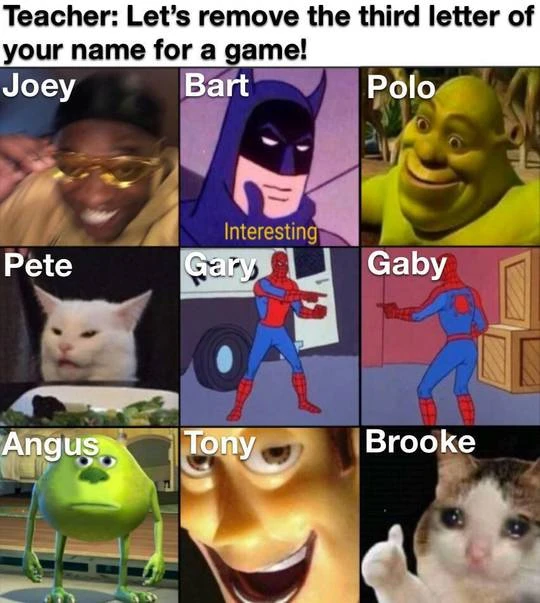 Teacher: Let's remove the third letter of
your name for a game!
Joey
Bart
Polo
Interesting
Pete
Gary
Gaby
Angus
Tony
Brooke